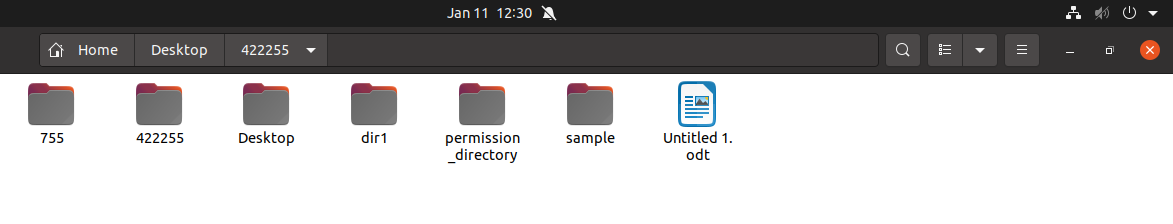 Jan 11 12:30
Home Desktop 422255
755 422255 Desktop dir1 permission sample Untitled 1.
_directory odt